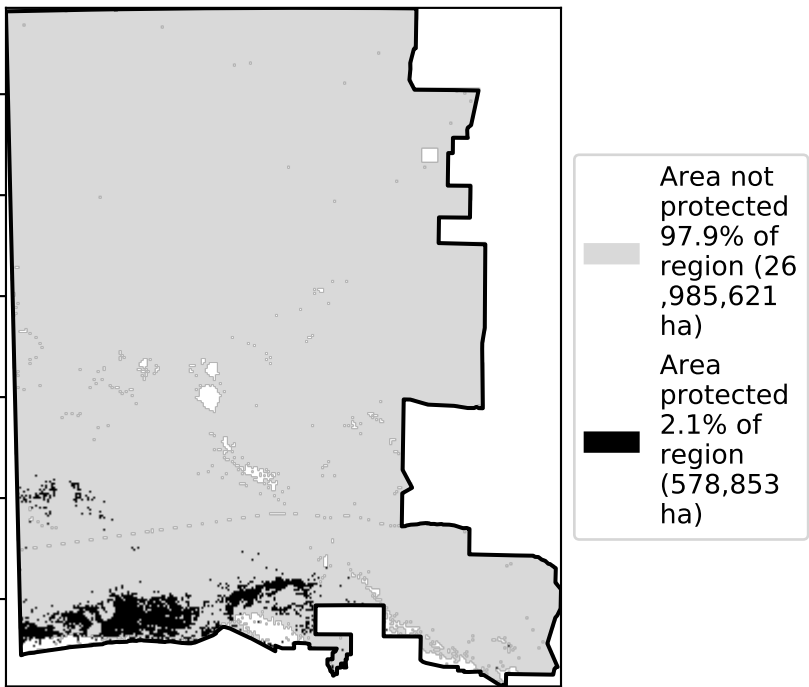 Area not
protected
97.9% of
region (26
,985,621
ha)
Area
protected
2.1% of
region
(578,853
ha)